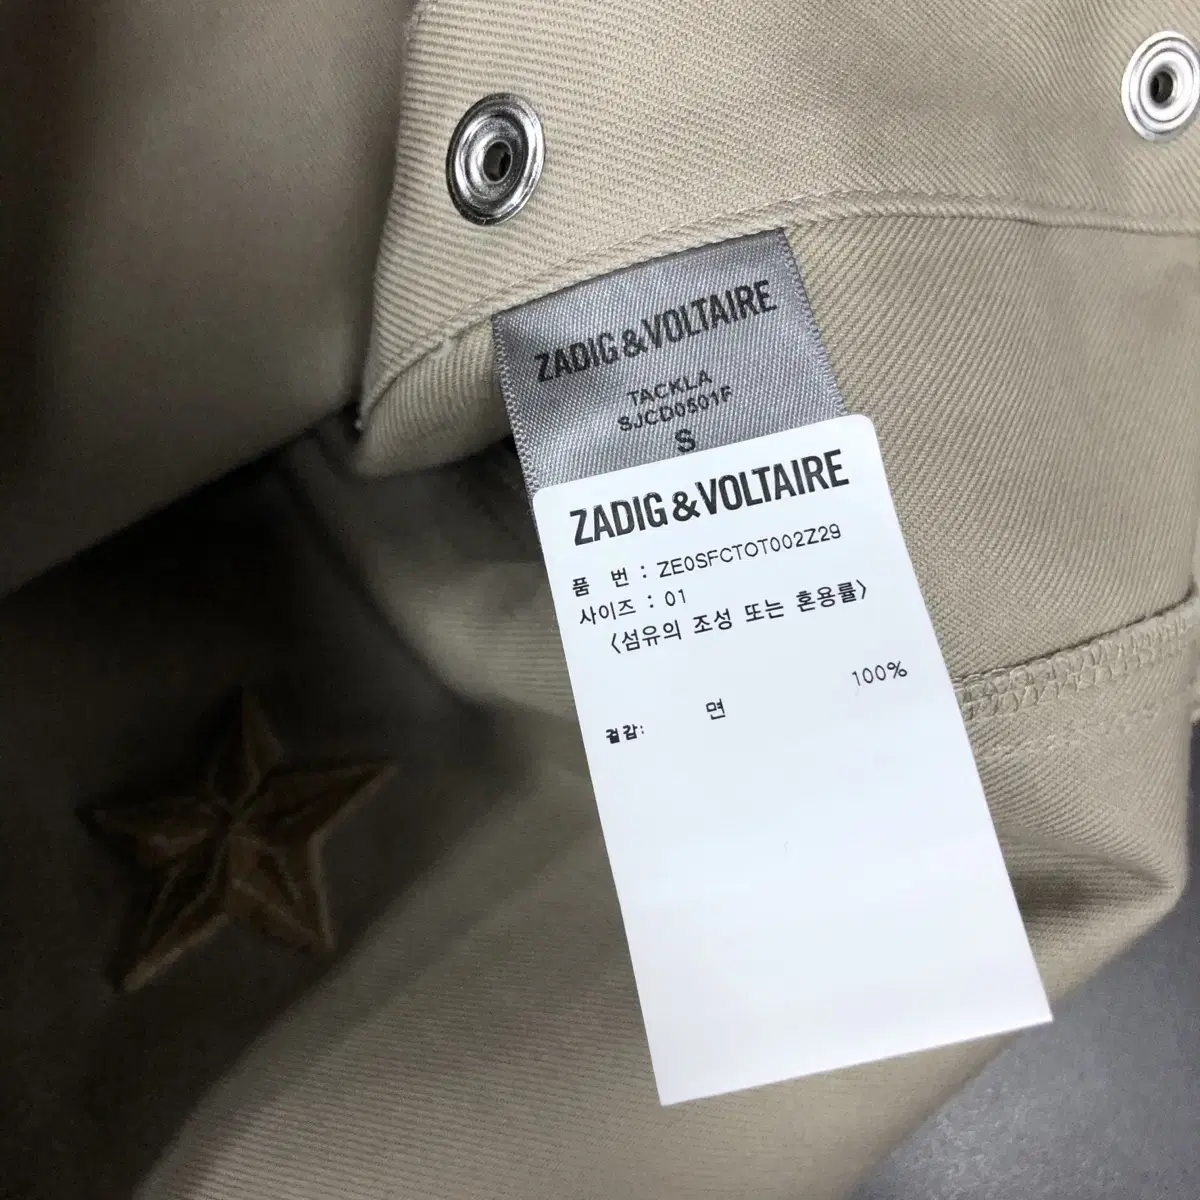 ZADIG & VOLTAIRE
TACKLA
SJCD0501F
S
ZADIG & VOLTAIRE
품 번 : ZE0SFCTOT002Z29
사이즈 : 01
<섬유의 조성 또는 혼용률>
겉감: 면 100%